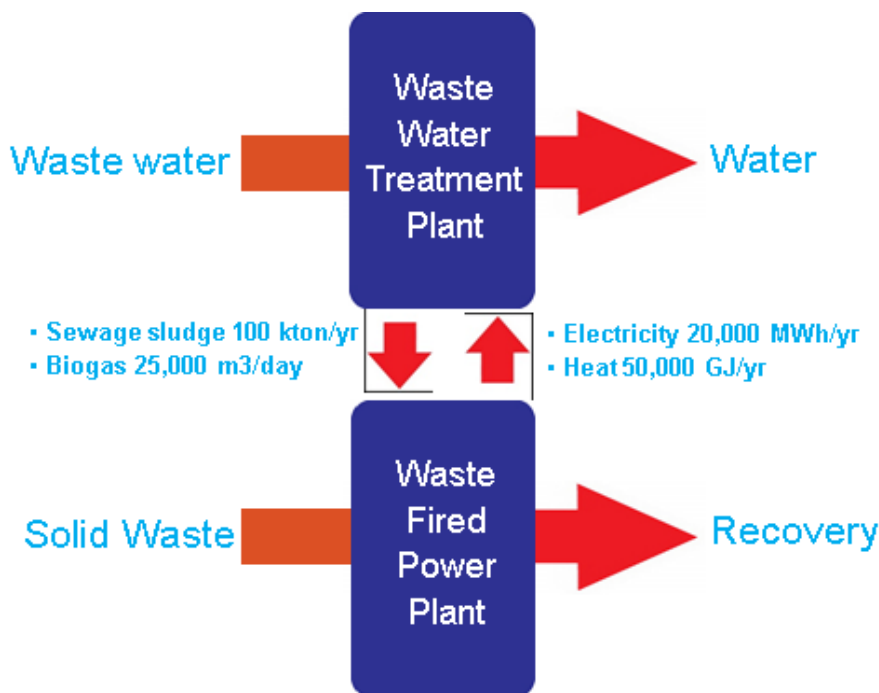 Waste
Water
Treatment
Plant
Waste water
Water
▪ Sewage sludge 100 kton/yr
▪ Biogas 25,000 m3/day
▪ Electricity 20,000 MWh/yr
▪ Heat 50,000 GJ/yr
Waste
Fired
Power
Plant
Solid Waste
Recovery